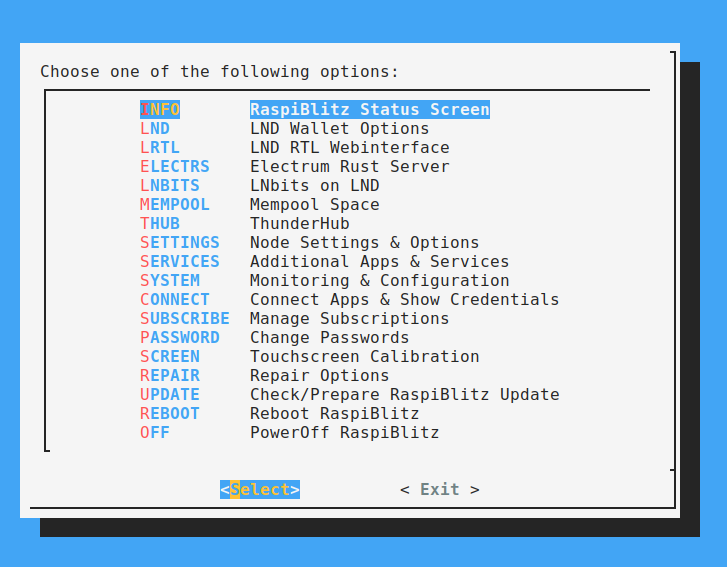 Choose one of the following options:
INFO RaspiBlitz Status Screen
LND LND Wallet Options
LRTL LND RTL Webinterface
ELECTRS Electrum Rust Server
LNBITS LNbits on LND
MEMPOOL Mempool Space
THUB ThunderHub
SETTINGS Node Settings & Options
SERVICES Additional Apps & Services
SYSTEM Monitoring & Configuration
CONNECT Connect Apps & Show Credentials
SUBSCRIBE Manage Subscriptions
PASSWORD Change Passwords
SCREEN Touchscreen Calibration
REPAIR Repair Options
UPDATE Check/Prepare RaspiBlitz Update
REBOOT Reboot RaspiBlitz
OFF PowerOff RaspiBlitz
<Select> < Exit >